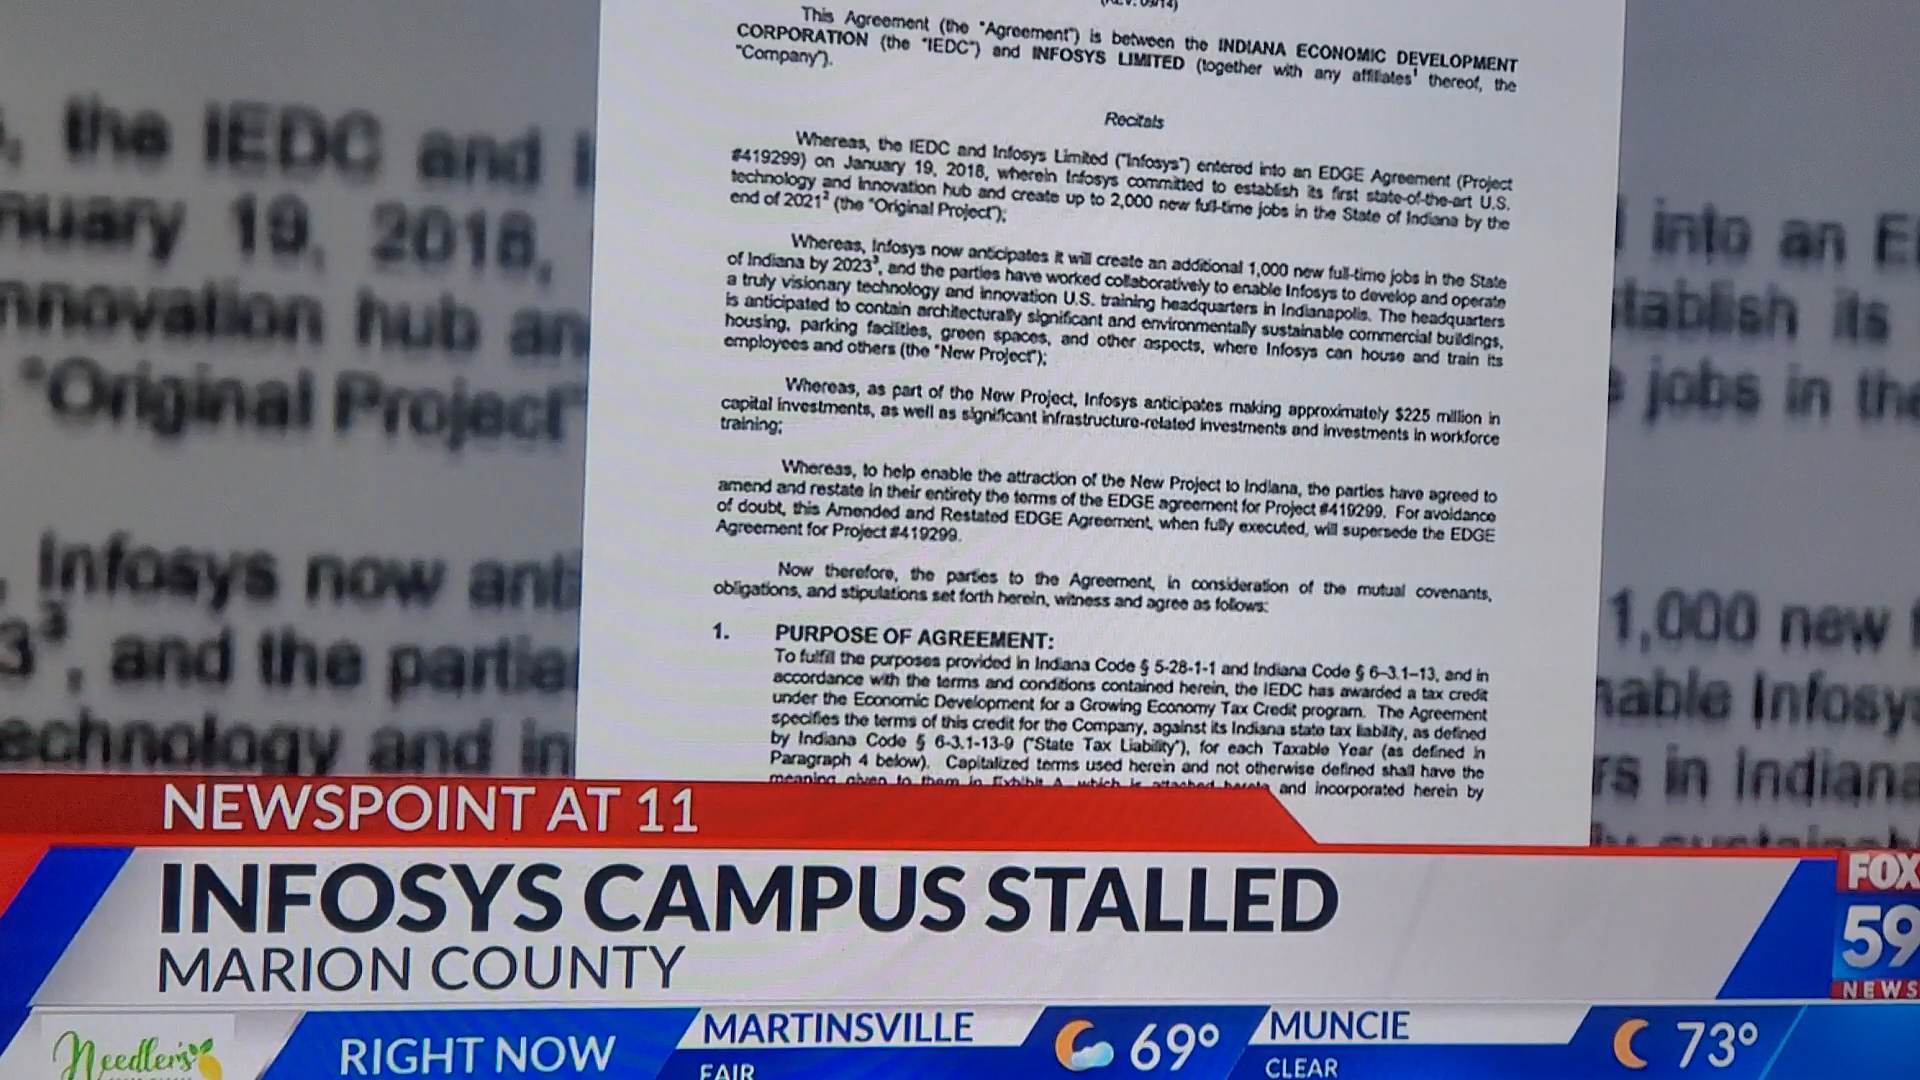 (REV. 09/14)
This Agreement (the "Agreement") is between the INDIANA ECONOMIC DEVELOPMENT
CORPORATION (the "IEDC") and INFOSYS LIMITED (together with any affiliates¹ thereof, the
"Company").
Recitals
Whereas, the IEDC and Infosys Limited ("Infosys") entered into an EDGE Agreement (Project
#419299) on January 19, 2018, wherein Infosys committed to establish its first state-of-the-art U.S.
technology and innovation hub and create up to 2,000 new full-time jobs in the State of Indiana by the
end of 2021² (the "Original Project");
Whereas, Infosys now anticipates it will create an additional 1,000 new full-time jobs in the State
of Indiana by 2023³, and the parties have worked collaboratively to enable Infosys to develop and operate
a truly visionary technology and innovation U.S. training headquarters in Indianapolis. The headquarters
is anticipated to contain architecturally significant and environmentally sustainable commercial buildings,
housing, parking facilities, green spaces, and other aspects, where Infosys can house and train its
employees and others (the "New Project");
Whereas, as part of the New Project, Infosys anticipates making approximately $225 million in
capital investments, as well as significant infrastructure-related investments and investments in workforce
training;
Whereas, to help enable the attraction of the New Project to Indiana, the parties have agreed to
amend and restate in their entirety the terms of the EDGE agreement for Project #419299. For avoidance
of doubt, this Amended and Restated EDGE Agreement, when fully executed, will supersede the EDGE
Agreement for Project #419299.
Now therefore, the parties to the Agreement, in consideration of the mutual covenants,
obligations, and stipulations set forth herein, witness and agree as follows:
1. PURPOSE OF AGREEMENT:
To fulfill the purposes provided in Indiana Code § 5-28-1-1 and Indiana Code § 6–3.1–13, and in
accordance with the terms and conditions contained herein, the IEDC has awarded a tax credit
under the Economic Development for a Growing Economy Tax Credit program. The Agreement
specifies the terms of this credit for the Company, against its Indiana state tax liability, as defined
by Indiana Code § 6-3.1-13-9 ("State Tax Liability"), for each Taxable Year (as defined in
Paragraph 4 below). Capitalized terms used herein and not otherwise defined shall have the
meaning given to them in Exhibit A, which is attached hereto and incorporated herein by
, the IEDC and I
nuary 19, 2018,
nnovation hub an
"Original Project"
, Infosys now anti
3³, and the partie
echnology and in
into an E
tablish its
jobs in the
1,000 new f
nable Infosys
rs in Indiana
NEWSPOINT AT 11
INFOSYS CAMPUS STALLED
MARION COUNTY
FOX
59
NEWS
Needler's
RIGHT NOW
MARTINSVILLE
FAIR
69°
MUNCIE
CLEAR
73°